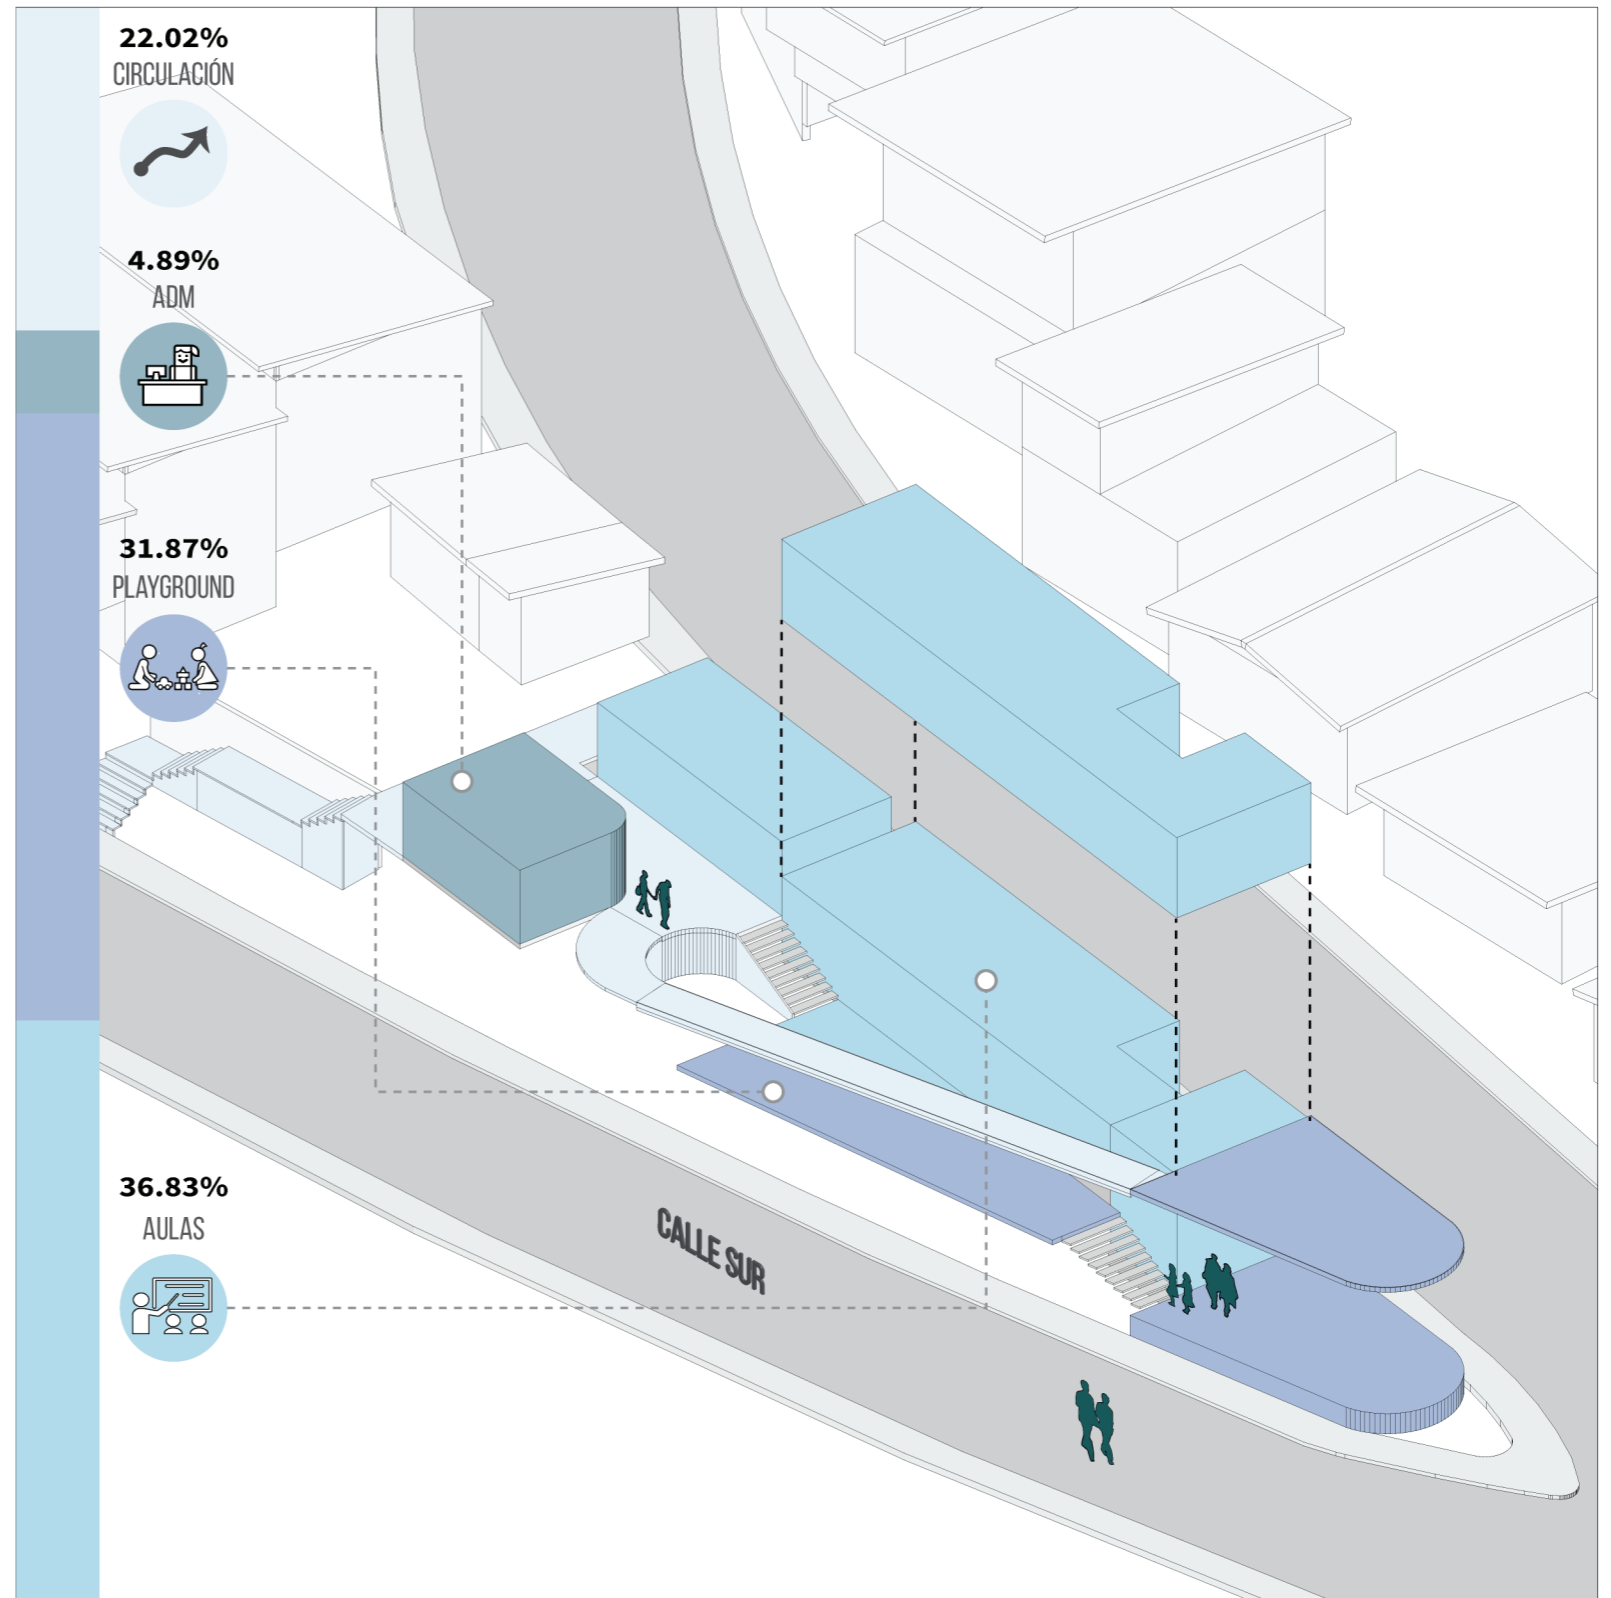 22.02%
CIRCULACIÓN
4.89%
ADM
31.87%
PLAYGROUND
36.83%
AULAS
CALLE SUR